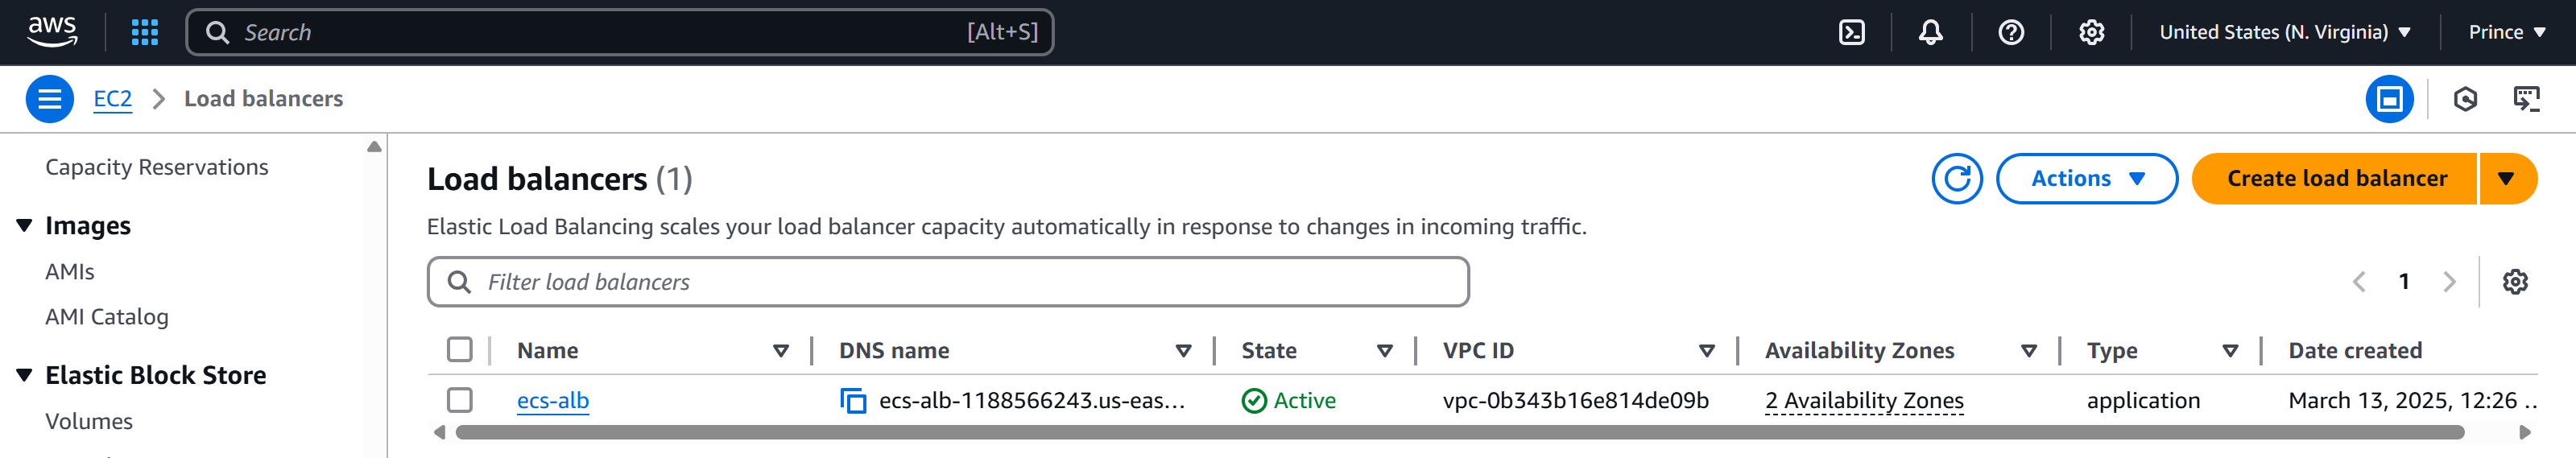 aws
Search [Alt+S] United States (N. Virginia) Prince
EC2 Load balancers
Capacity Reservations
Images
AMIs
AMI Catalog
Elastic Block Store
Volumes
Load balancers (1)
Actions
Create load balancer
Elastic Load Balancing scales your load balancer capacity automatically in response to changes in incoming traffic.
Filter load balancers
1
Name DNS name State VPC ID Availability Zones Type Date created
ecs-alb ecs-alb-1188566243.us-eas... Active vpc-0b343b16e814de09b 2 Availability Zones application March 13, 2025, 12:26 ..